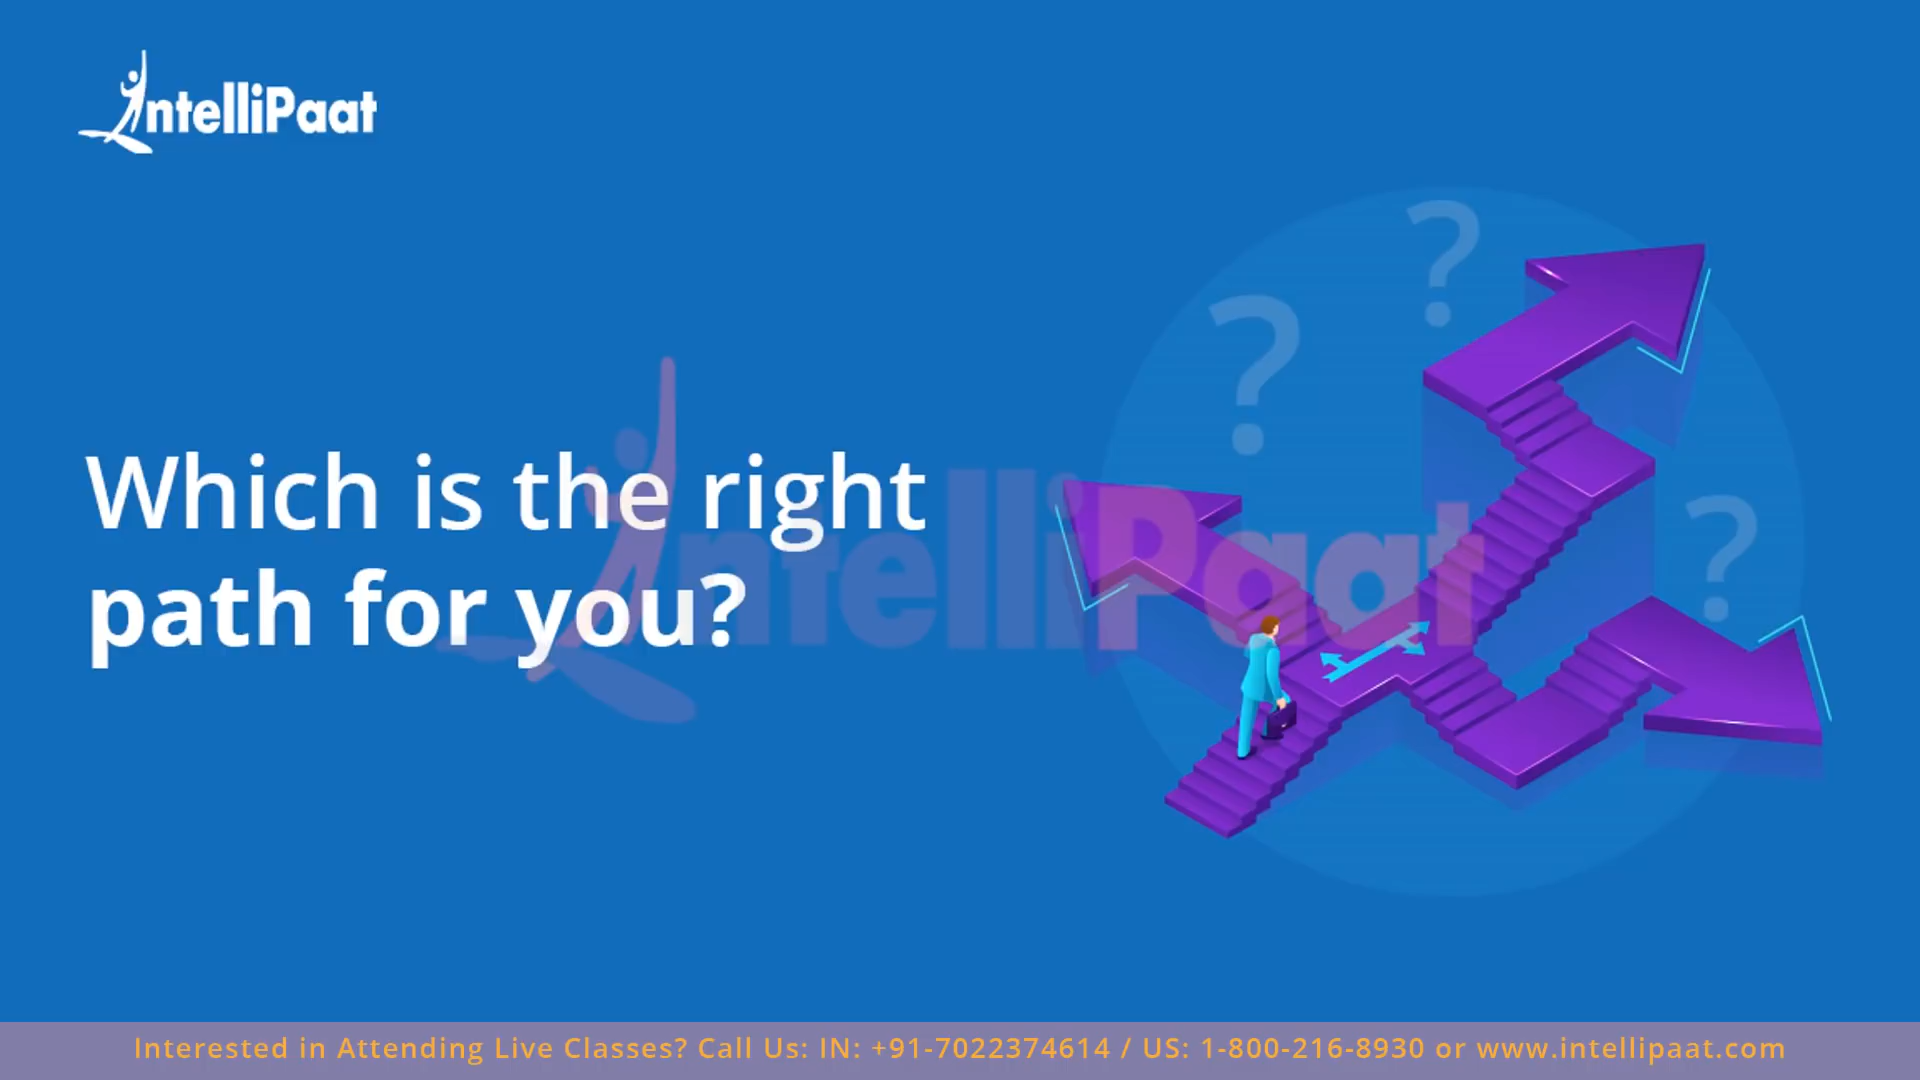 IntelliPaat
Which is the right
path for you?
IntelliPaat
Interested in Attending Live Classes? Call Us: IN: +91-7022374614 / US: 1-800-216-8930 or www.intellipaat.com